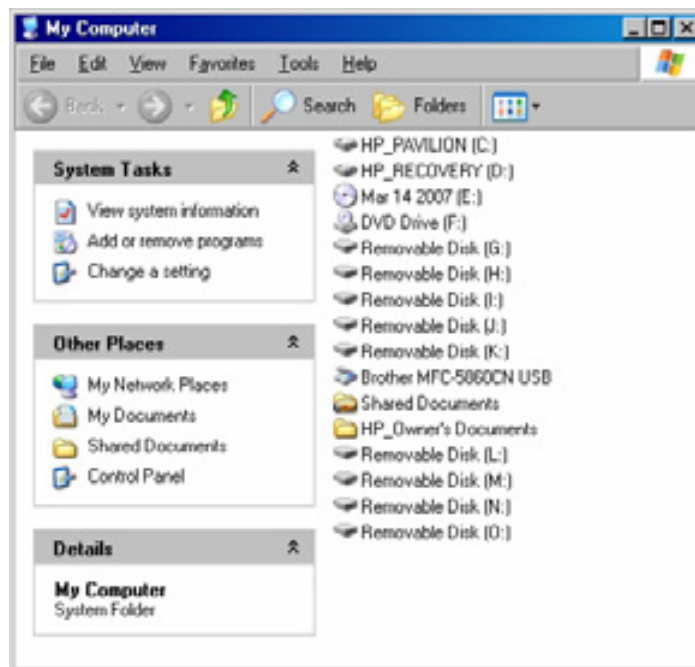 My Computer
File Edit View Favorites Tools Help
Back Search Folders
System Tasks
View system information
Add or remove programs
Change a setting
Other Places
My Network Places
My Documents
Shared Documents
Control Panel
Details
My Computer
System Folder
HP_PAVILION (C:)
HP_RECOVERY (D:)
Mar 14 2007 (E:)
DVD Drive (F:)
Removable Disk (G:)
Removable Disk (H:)
Removable Disk (I:)
Removable Disk (J:)
Removable Disk (K:)
Brother MFC-5860CN USB
Shared Documents
HP_Owner's Documents
Removable Disk (L:)
Removable Disk (M:)
Removable Disk (N:)
Removable Disk (O:)